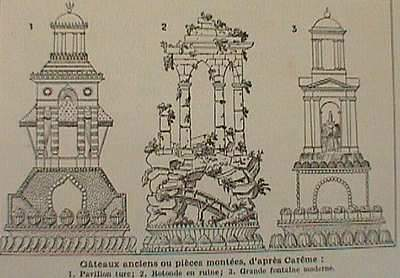 1 2 3
Gâteaux anciens ou pièces montées, d'après Carême :
1. Pavillon turc; 2. Rotonde en ruine; 3. Grande fontaine moderne.